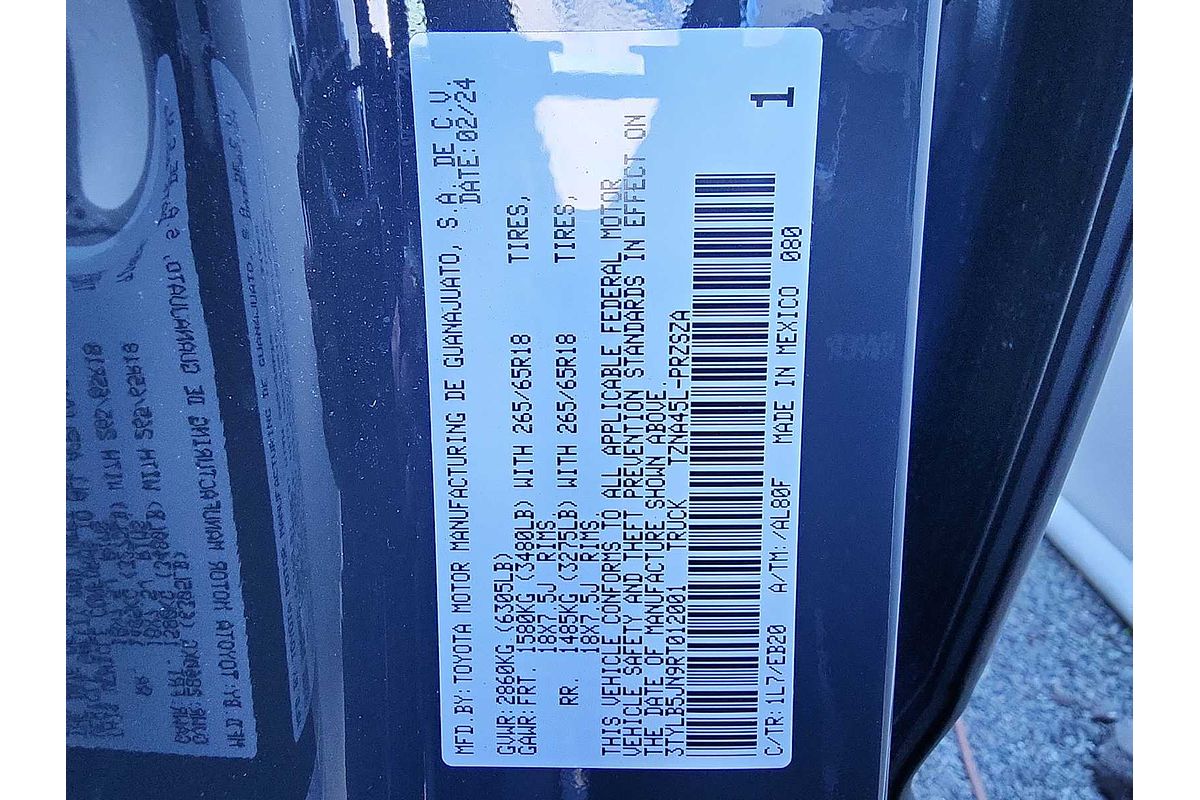 MFD.BY:TOYOTA MOTOR MANUFACTURING DE GUANAJUATO, S.A. DE C.V.
DATE:02/24
GVWR:2860KG (6305LB)
GAWR:FRT. 1580KG (3480LB) WITH 265/65R18 TIRES,
18X7.5J RIMS
RR. 1485KG (3275LB) WITH 265/65R18 TIRES,
18X7.5J RIMS
THIS VEHICLE CONFORMS TO ALL APPLICABLE FEDERAL MOTOR
VEHICLE SAFETY AND THEFT PREVENTION STANDARDS IN EFFECT ON
THE DATE OF MANUFACTURE SHOWN ABOVE.
3TYLB5JN9RT012001 TRUCK TZNA45L-PRZSZA
1
C/TR:1L7/EB20 A/TM:/AL80F MADE IN MEXICO 080